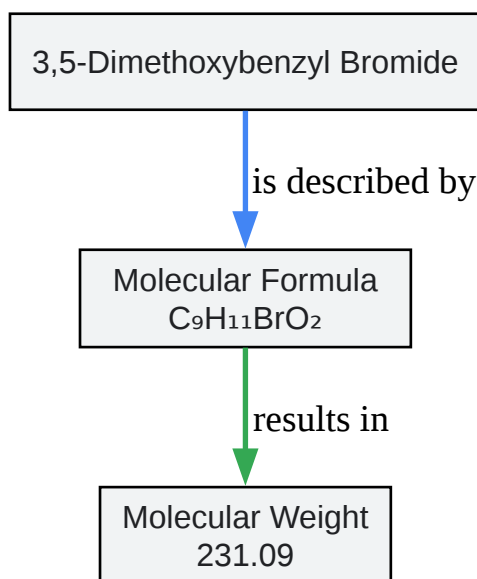 3,5-Dimethoxybenzyl Bromide
is described by
Molecular Formula
C₉H₁₁BrO₂
results in
Molecular Weight
231.09